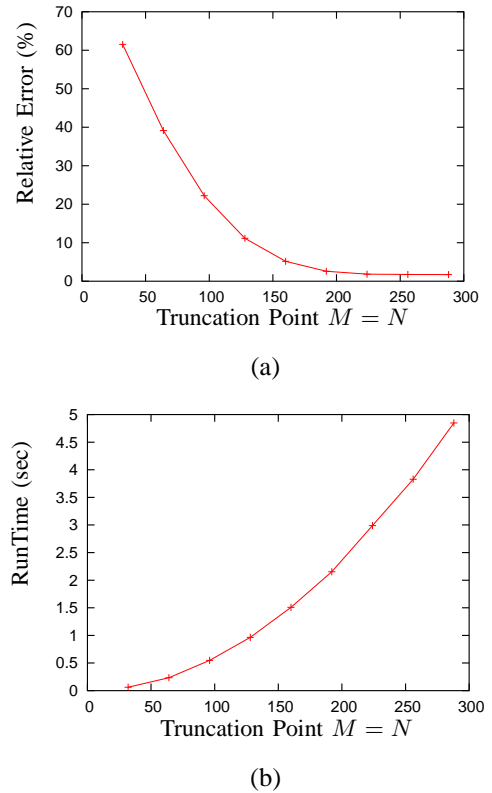 70
60
50
40
30
20
10
0
Relative Error (%)
0 50 100 150 200 250 300
Truncation Point M = N
(a)
5
4.5
4
3.5
3
2.5
2
1.5
1
0.5
0
RunTime (sec)
0 50 100 150 200 250 300
Truncation Point M = N
(b)